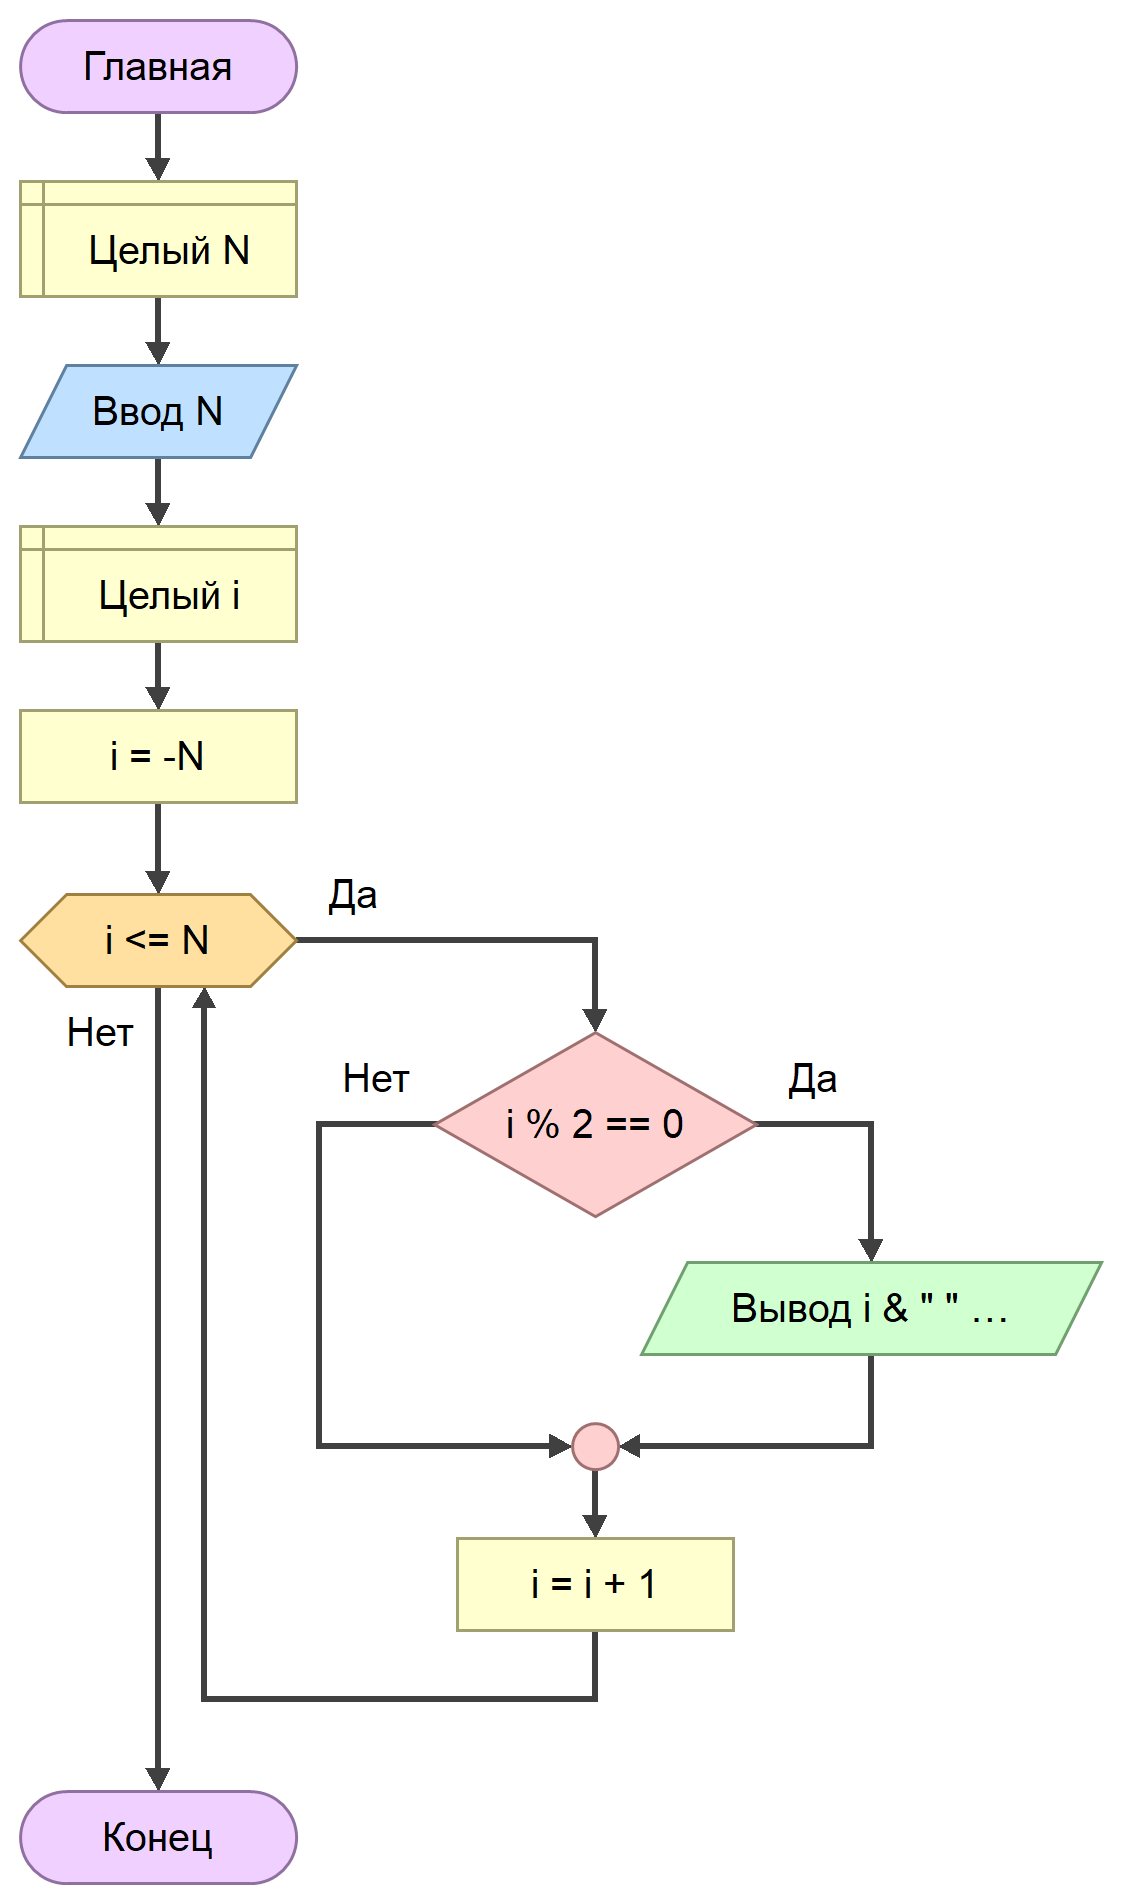 Главная
Целый N
Ввод N
Целый i
i = -N
i <= N
Да
Нет
i % 2 == 0
Нет
Да
Вывод i & " " …
i = i + 1
Конец